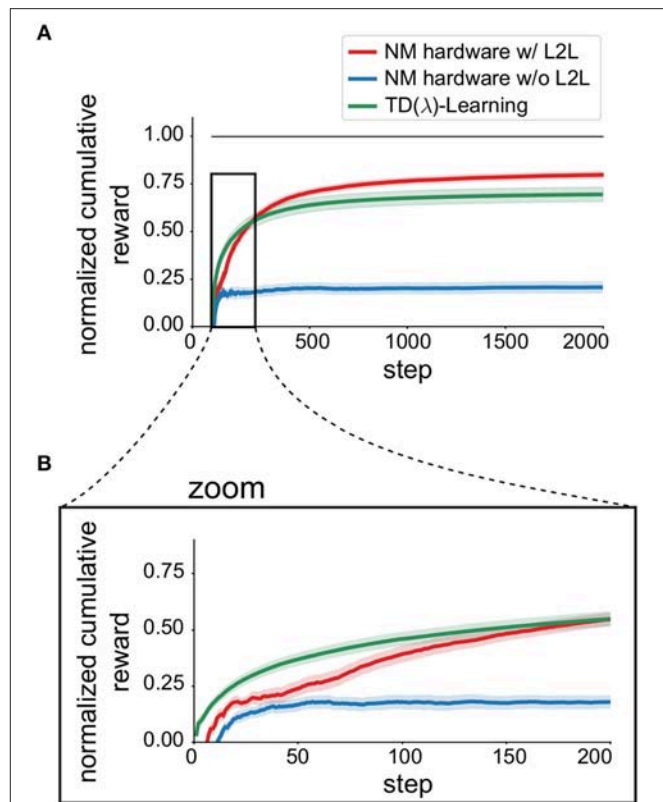 A
NM hardware w/ L2L
NM hardware w/o L2L
TD(λ)-Learning
normalized cumulative
reward
1.00
0.75
0.50
0.25
0.00
0
500
1000
1500
2000
step
B
zoom
normalized cumulative
reward
0.75
0.50
0.25
0.00
50
100
150
200
step